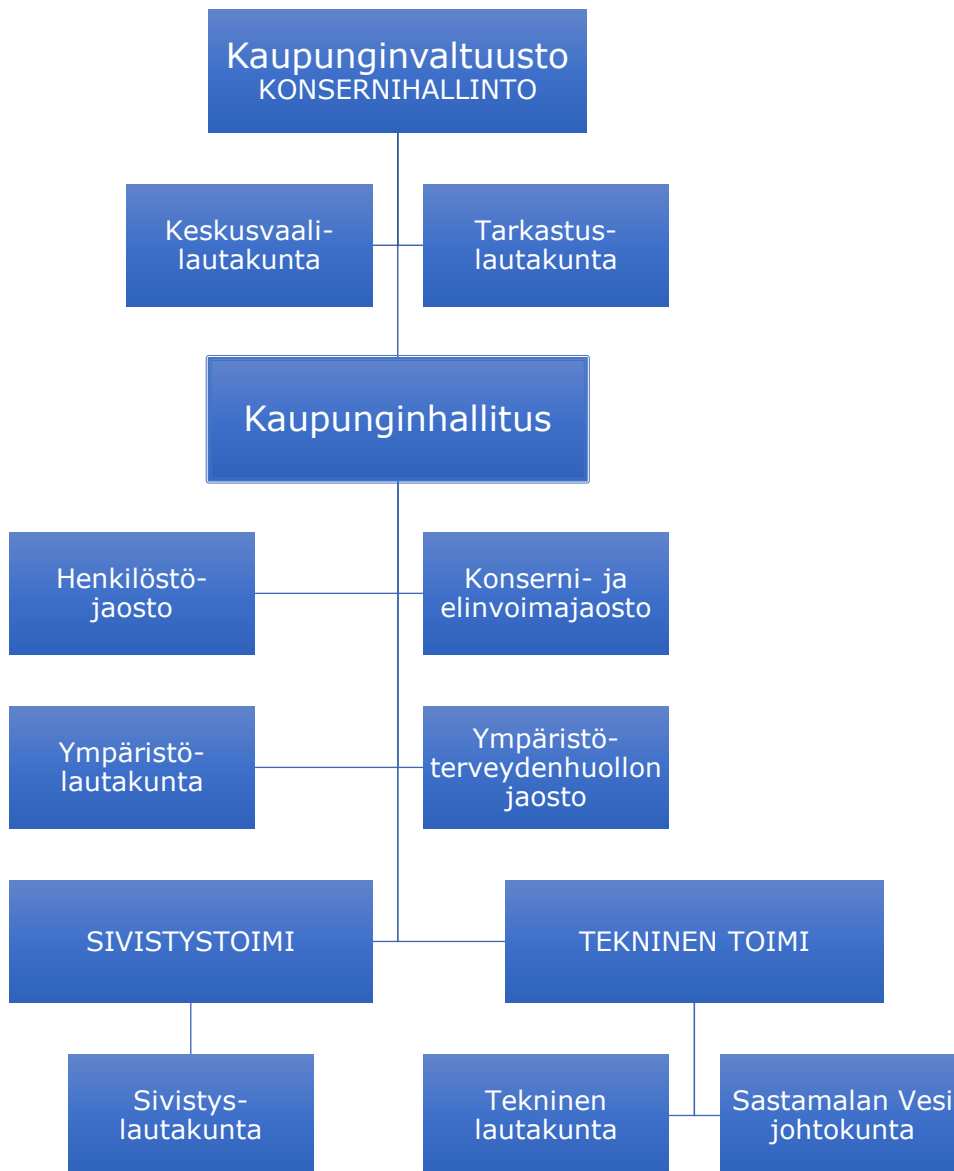 Kaupunginvaltuusto
KONSERNIHALLINTO
Keskusvaali-
lautakunta
Tarkastus-
lautakunta
Kaupunginhallitus
Henkilöstö-
jaosto
Konserni- ja
elinvoimajaosto
Ympäristö-
lautakunta
Ympäristö-
terveydenhuollon
jaosto
SIVISTYSTOIMI
TEKNINEN TOIMI
Sivistys-
lautakunta
Tekninen
lautakunta
Sastamalan Vesi
johtokunta